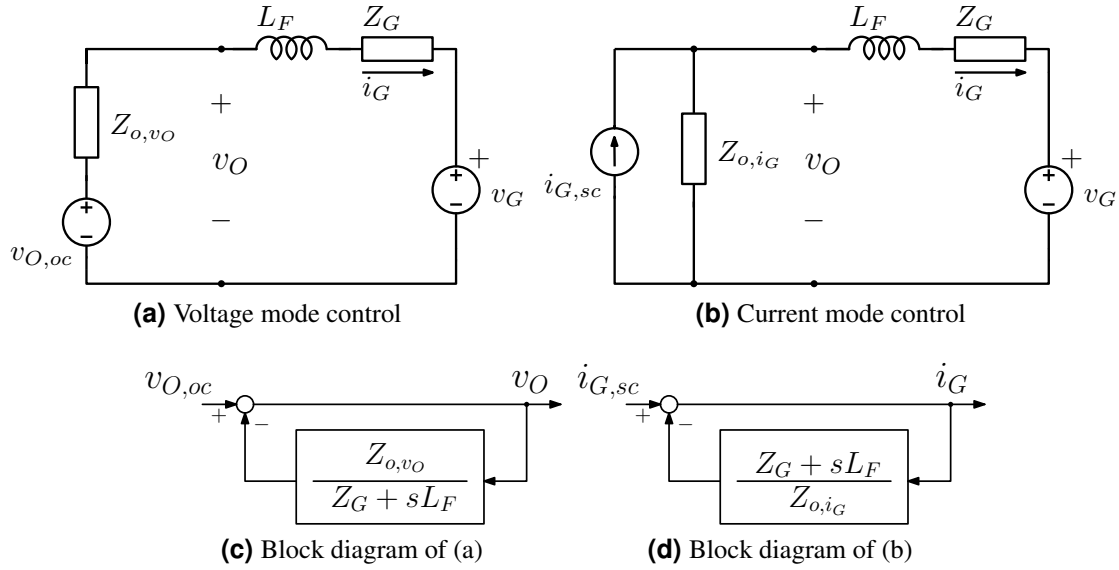 L_F Z_G
i_G
Z_{o,v_O}
+
v_O
−
+
−
v_{O,oc}
+
+
−
v_G
(a) Voltage mode control
L_F Z_G
i_G
i_{G,sc}
Z_{o,i_G}
+
v_O
−
+
+
−
v_G
(b) Current mode control
v_{O,oc} v_O
+
−
Z_{o,v_O}
Z_G + sL_F
(c) Block diagram of (a)
i_{G,sc} i_G
+
−
Z_G + sL_F
Z_{o,i_G}
(d) Block diagram of (b)